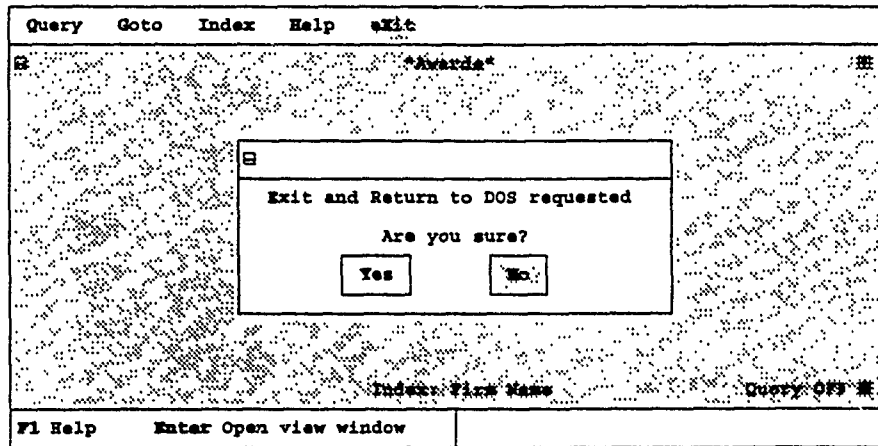 Query Goto Index Help eXit
*Awards*
Exit and Return to DOS requested
Are you sure?
Yes No
Index: Firm Name Query OFF
F1 Help Enter Open view window